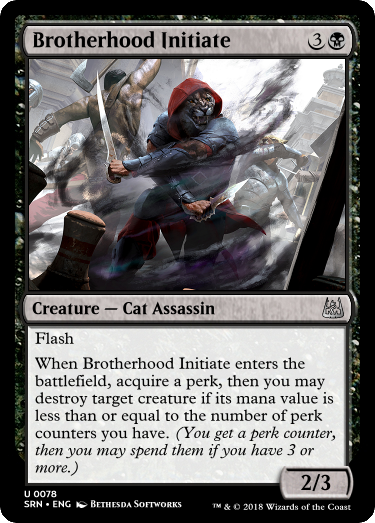 Brotherhood Initiate 3
Creature — Cat Assassin
Flash
When Brotherhood Initiate enters the
battlefield, acquire a perk, then you may
destroy target creature if its mana value is
less than or equal to the number of perk
counters you have. (You get a perk counter,
then you may spend them if you have 3 or
more.)
2/3
U 0078
SRN • ENG Bethesda Softworks
™ & © 2018 Wizards of the Coast